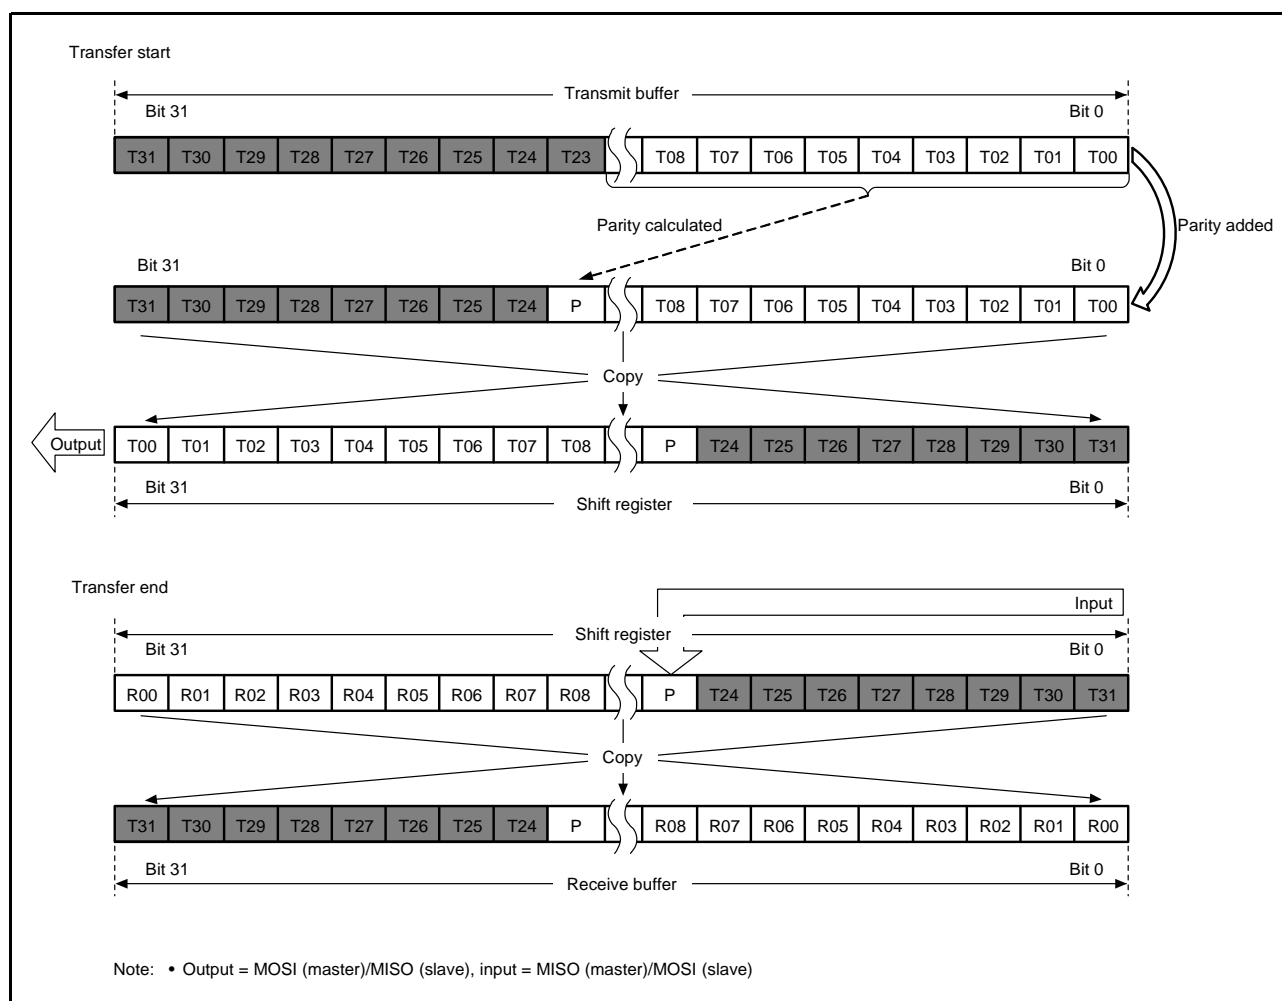 Transfer start
Transmit buffer
Bit 31 Bit 0
T31 T30 T29 T28 T27 T26 T25 T24 T23 T08 T07 T06 T05 T04 T03 T02 T01 T00
Parity calculated Parity added
Bit 31 Bit 0
T31 T30 T29 T28 T27 T26 T25 T24 P T08 T07 T06 T05 T04 T03 T02 T01 T00
Copy
Output T00 T01 T02 T03 T04 T05 T06 T07 T08 P T24 T25 T26 T27 T28 T29 T30 T31
Bit 31 Bit 0
Shift register
Transfer end
Input
Shift register
Bit 31 Bit 0
R00 R01 R02 R03 R04 R05 R06 R07 R08 P T24 T25 T26 T27 T28 T29 T30 T31
Copy
T31 T30 T29 T28 T27 T26 T25 T24 P R08 R07 R06 R05 R04 R03 R02 R01 R00
Bit 31 Bit 0
Receive buffer
Note: • Output = MOSI (master)/MISO (slave), input = MISO (master)/MOSI (slave)